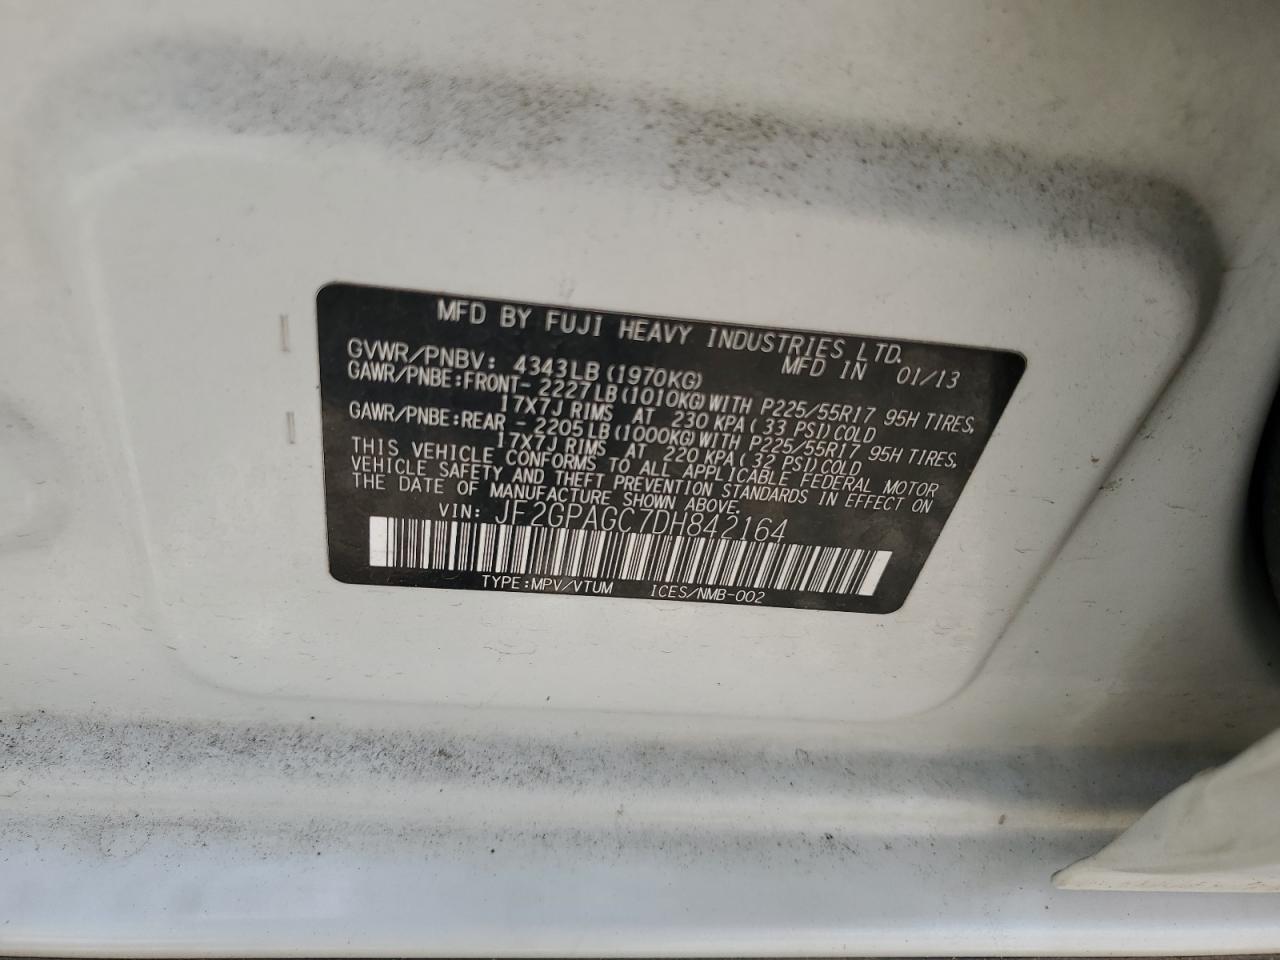 MFD BY FUJI HEAVY INDUSTRIES LTD.
MFD IN 01/13
GVWR/PNBV: 4343LB(1970KG)
GAWR/PNBE:FRONT- 2227LB(1010KG)WITH P225/55R17 95H TIRES,
17X7J RIMS AT 230 KPA( 33 PSI)COLD
GAWR/PNBE:REAR - 2205LB(1000KG)WITH P225/55R17 95H TIRES,
17X7J RIMS AT 220 KPA( 32 PSI)COLD
THIS VEHICLE CONFORMS TO ALL APPLICABLE FEDERAL MOTOR
VEHICLE SAFETY AND THEFT PREVENTION STANDARDS IN EFFECT ON
THE DATE OF MANUFACTURE SHOWN ABOVE.
VIN: JF2GPAGC7DH842164
TYPE:MPV/VTUM ICES/NMB-002